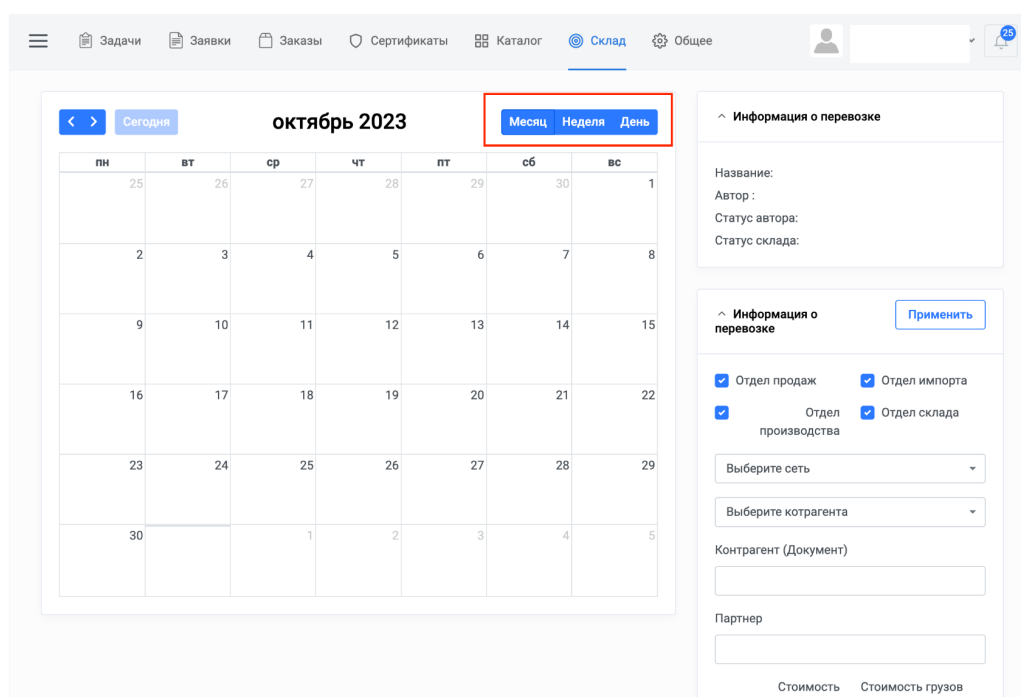 Задачи Заявки Заказы Сертификаты Каталог Склад Общее 25
Сегодня октябрь 2023 Месяц Неделя День
пн вт ср чт пт сб вс
25 26 27 28 29 30 1
2 3 4 5 6 7 8
9 10 11 12 13 14 15
16 17 18 19 20 21 22
23 24 25 26 27 28 29
30 1 2 3 4 5
Информация о перевозке
Название:
Автор :
Статус автора:
Статус склада:
Информация о
перевозке
Применить
Отдел продаж Отдел импорта
Отдел
производства
Отдел склада
Выберите сеть
Выберите котрагента
Контрагент (Документ)
Партнер
Стоимость Стоимость грузов